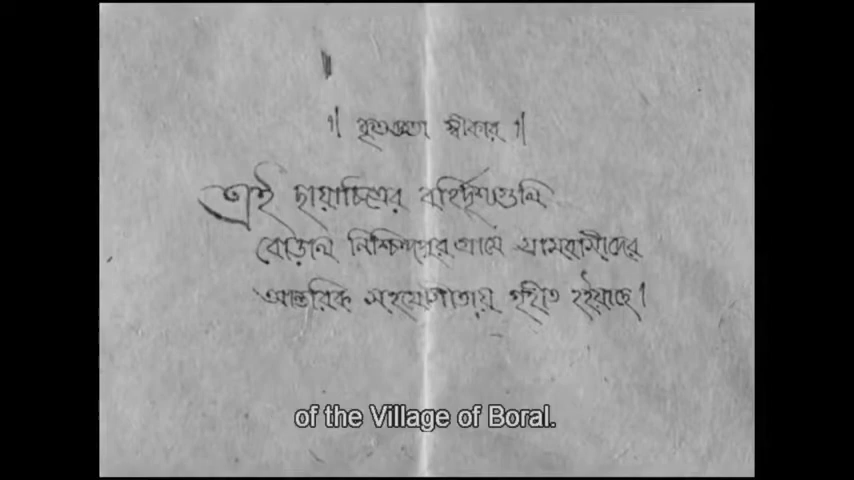 ॥ কৃতজ্ঞতা স্বীকার ॥
এই ছায়াচিত্রের বহির্দৃশ্যগুলি
বোড়াল নিশ্চিন্দিপুর গ্রামে গ্রামবাসীদের
আন্তরিক সহযোগিতায় গৃহীত হইয়াছে।
of the Village of Boral.